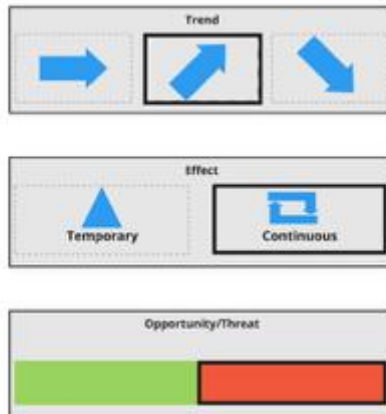 Trend
Effect
Temporary
Continuous
Opportunity/Threat